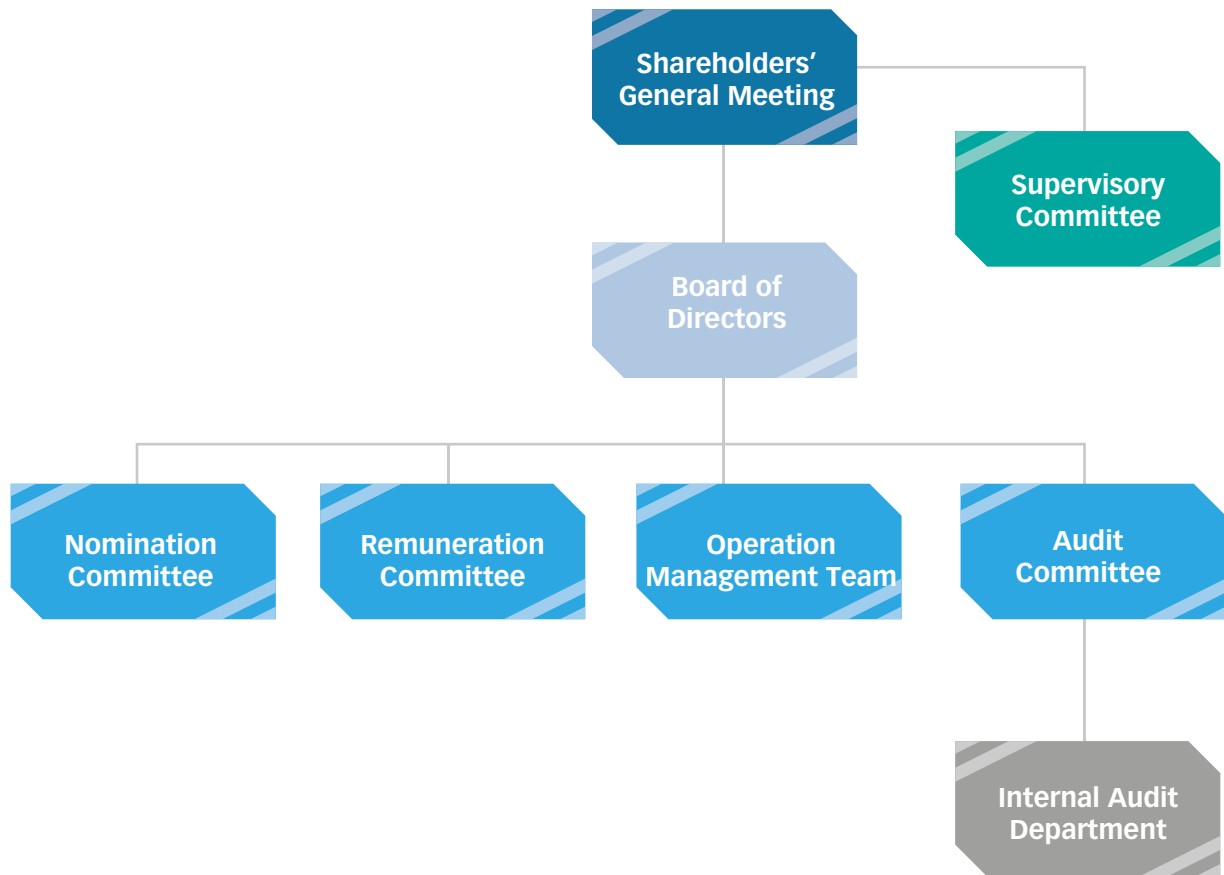 Shareholders’
General Meeting
Supervisory
Committee
Board of
Directors
Nomination
Committee
Remuneration
Committee
Operation
Management Team
Audit
Committee
Internal Audit
Department